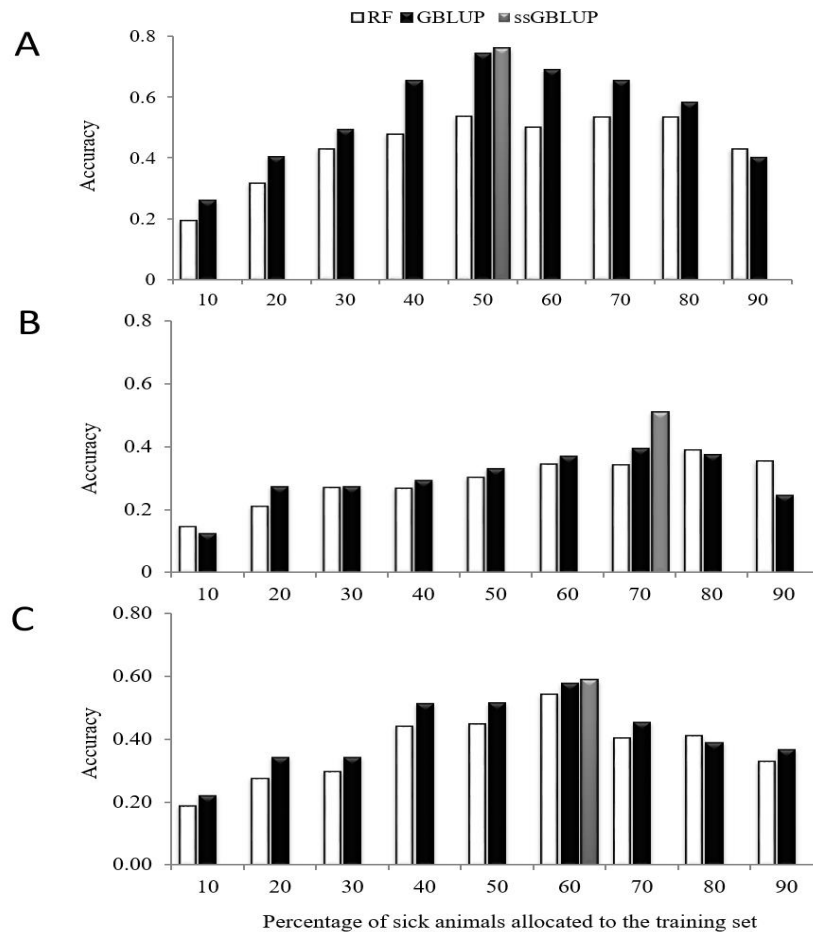 RF GBLUP ssGBLUP
A
0.8
0.6
0.4
0.2
0
Accuracy
10 20 30 40 50 60 70 80 90
B
0.8
0.6
0.4
0.2
0
Accuracy
10 20 30 40 50 60 70 80 90
C
0.80
0.60
0.40
0.20
0.00
Accuracy
10 20 30 40 50 60 70 80 90
Percentage of sick animals allocated to the training set